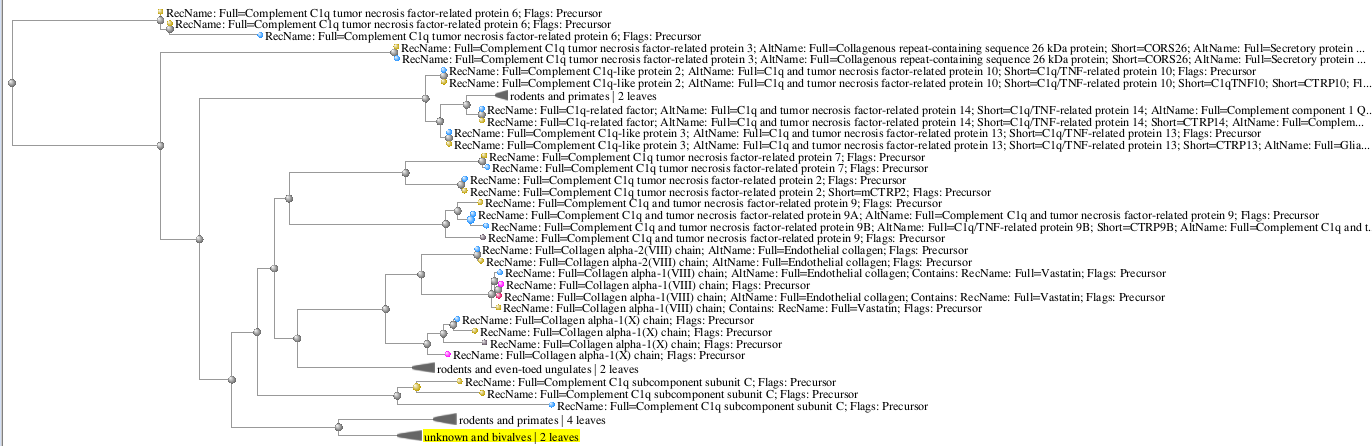 RecName: Full=Complement C1q tumor necrosis factor-related protein 6; Flags: Precursor
RecName: Full=Complement C1q tumor necrosis factor-related protein 6; Flags: Precursor
RecName: Full=Complement C1q tumor necrosis factor-related protein 6; Flags: Precursor
RecName: Full=Complement C1q tumor necrosis factor-related protein 3; AltName: Full=Collagenous repeat-containing sequence 26 kDa protein; Short=CORS26; AltName: Full=Secretory protein ...
RecName: Full=Complement C1q tumor necrosis factor-related protein 3; AltName: Full=Collagenous repeat-containing sequence 26 kDa protein; Short=CORS26; AltName: Full=Secretory protein ...
RecName: Full=Complement C1q-like protein 2; AltName: Full=C1q and tumor necrosis factor-related protein 10; Short=C1q/TNF-related protein 10; Flags: Precursor
RecName: Full=Complement C1q-like protein 2; AltName: Full=C1q and tumor necrosis factor-related protein 10; Short=C1q/TNF-related protein 10; Short=C1QTNF10; Short=CTRP10; Fl...
rodents and primates | 2 leaves
RecName: Full=C1q-related factor; AltName: Full=C1q and tumor necrosis factor-related protein 14; Short=C1q/TNF-related protein 14; AltName: Full=Complement component 1 Q...
RecName: Full=C1q-related factor; AltName: Full=C1q and tumor necrosis factor-related protein 14; Short=C1q/TNF-related protein 14; Short=CTRP14; AltName: Full=Complem...
RecName: Full=Complement C1q-like protein 3; AltName: Full=C1q and tumor necrosis factor-related protein 13; Short=C1q/TNF-related protein 13; Flags: Precursor
RecName: Full=Complement C1q-like protein 3; AltName: Full=C1q and tumor necrosis factor-related protein 13; Short=C1q/TNF-related protein 13; Short=CTRP13; AltName: Full=Glia...
RecName: Full=Complement C1q tumor necrosis factor-related protein 7; Flags: Precursor
RecName: Full=Complement C1q tumor necrosis factor-related protein 7; Flags: Precursor
RecName: Full=Complement C1q tumor necrosis factor-related protein 2; Flags: Precursor
RecName: Full=Complement C1q tumor necrosis factor-related protein 2; Short=mCTRP2; Flags: Precursor
RecName: Full=Complement C1q and tumor necrosis factor-related protein 9; Flags: Precursor
RecName: Full=Complement C1q and tumor necrosis factor-related protein 9A; AltName: Full=Complement C1q and tumor necrosis factor-related protein 9; Flags: Precursor
RecName: Full=Complement C1q and tumor necrosis factor-related protein 9B; AltName: Full=C1q/TNF-related protein 9B; Short=CTRP9B; AltName: Full=Complement C1q and t...
RecName: Full=Complement C1q and tumor necrosis factor-related protein 9; Flags: Precursor
RecName: Full=Collagen alpha-2(VIII) chain; AltName: Full=Endothelial collagen; Flags: Precursor
RecName: Full=Collagen alpha-2(VIII) chain; AltName: Full=Endothelial collagen; Flags: Precursor
RecName: Full=Collagen alpha-1(VIII) chain; AltName: Full=Endothelial collagen; Contains: RecName: Full=Vastatin; Flags: Precursor
RecName: Full=Collagen alpha-1(VIII) chain; Flags: Precursor
RecName: Full=Collagen alpha-1(VIII) chain; AltName: Full=Endothelial collagen; Contains: RecName: Full=Vastatin; Flags: Precursor
RecName: Full=Collagen alpha-1(VIII) chain; Contains: RecName: Full=Vastatin; Flags: Precursor
RecName: Full=Collagen alpha-1(X) chain; Flags: Precursor
RecName: Full=Collagen alpha-1(X) chain; Flags: Precursor
RecName: Full=Collagen alpha-1(X) chain; Flags: Precursor
RecName: Full=Collagen alpha-1(X) chain; Flags: Precursor
rodents and even-toed ungulates | 2 leaves
RecName: Full=Complement C1q subcomponent subunit C; Flags: Precursor
RecName: Full=Complement C1q subcomponent subunit C; Flags: Precursor
RecName: Full=Complement C1q subcomponent subunit C; Flags: Precursor
rodents and primates | 4 leaves
unknown and bivalves | 2 leaves